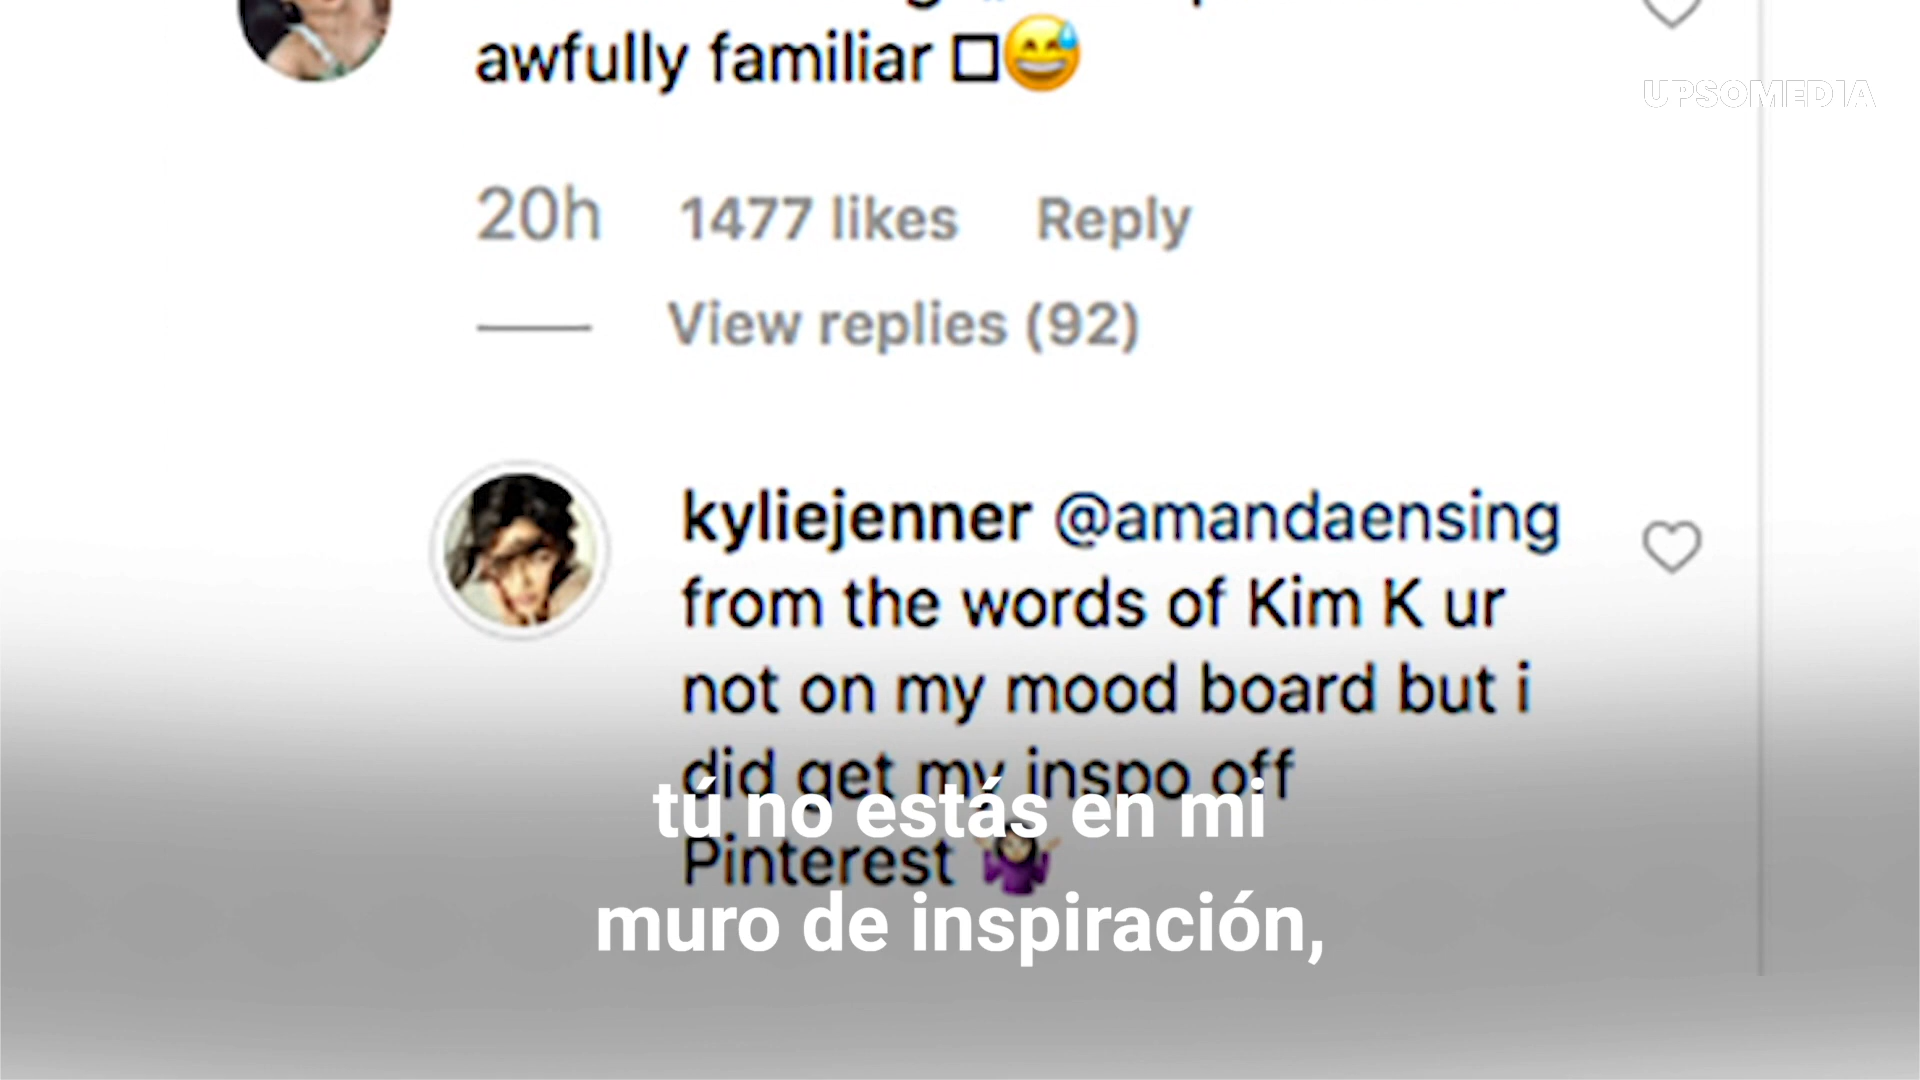 awfully familiar 😅
UPSOMEDIA
20h 1477 likes Reply
View replies (92)
kyliejenner @amandaensing
from the words of Kim K ur
not on my mood board but i
did get my inspo off
Pinterest 🤷🏻‍♀️
tú no estás en mi
muro de inspiración,